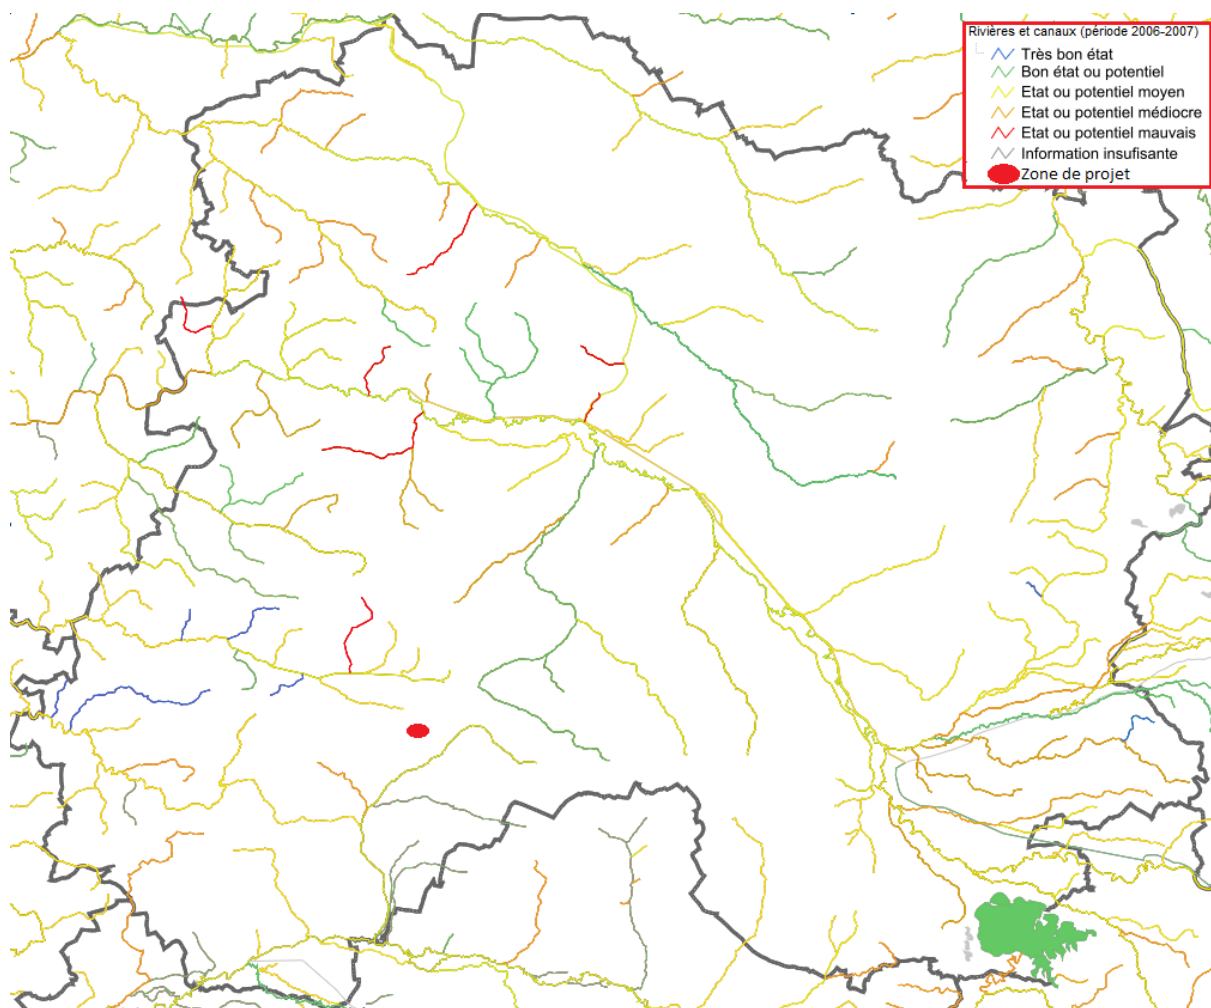 Rivières et canaux (période 2006-2007)
Très bon état
Bon état ou potentiel
Etat ou potentiel moyen
Etat ou potentiel médiocre
Etat ou potentiel mauvais
Information insufisante
Zone de projet